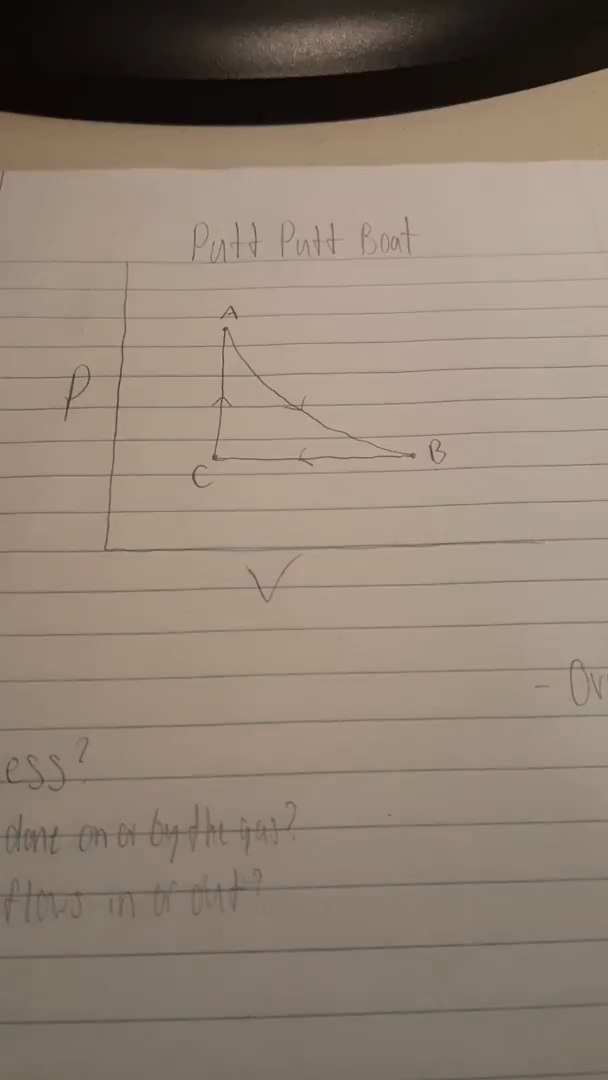 Putt Putt Boat
A
P
B
C
V
- Ov
ess?
done on or by the gas?
flows in or out?